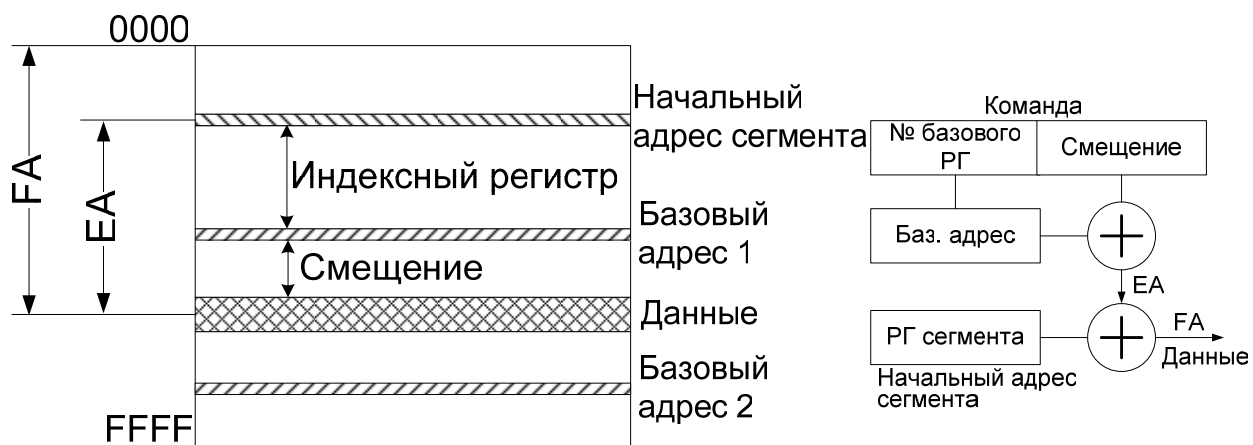 0000
FA
EA
Начальный
адрес сегмента
Индексный регистр
Базовый
адрес 1
Смещение
Данные
Базовый
адрес 2
FFFF
Команда
№ базового
РГ
Смещение
Баз. адрес
EA
РГ сегмента
FA
Данные
Начальный адрес
сегмента